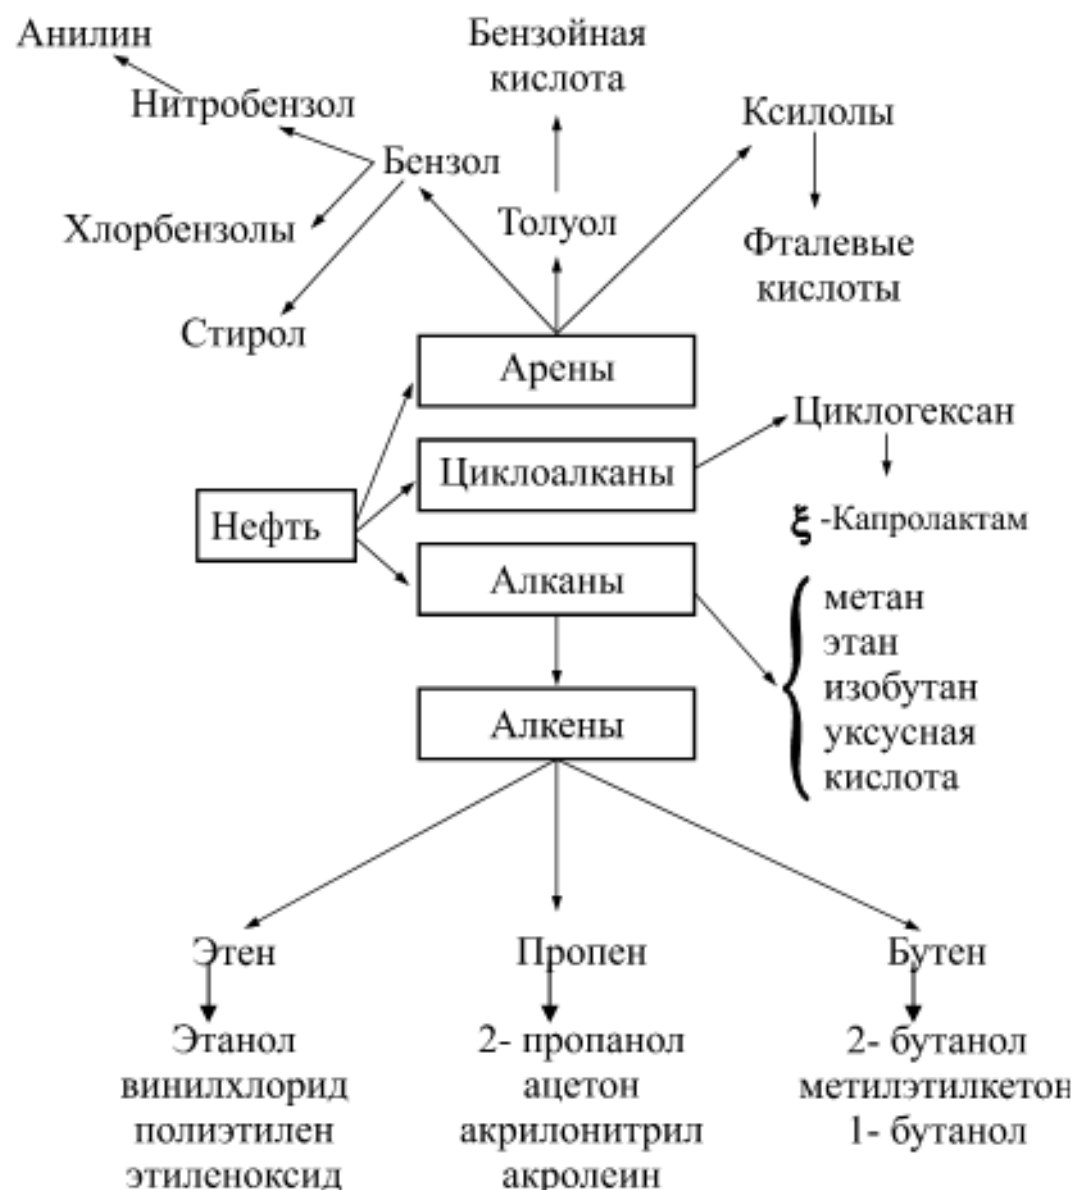 Анилин
Бензойная
кислота
Нитробензол
Ксилолы
Бензол
Хлорбензолы
Толуол
Фталевые
кислоты
Стирол
Арены
Циклогексан
Циклоалканы
Нефть
ξ -Капролактам
Алканы
метан
этан
изобутан
уксусная
кислота
Алкены
Этен
Пропен
Бутен
Этанол
винилхлорид
полиэтилен
этиленоксид
2- пропанол
ацетон
акрилонитрил
акролеин
2- бутанол
метилэтилкетон
1- бутанол